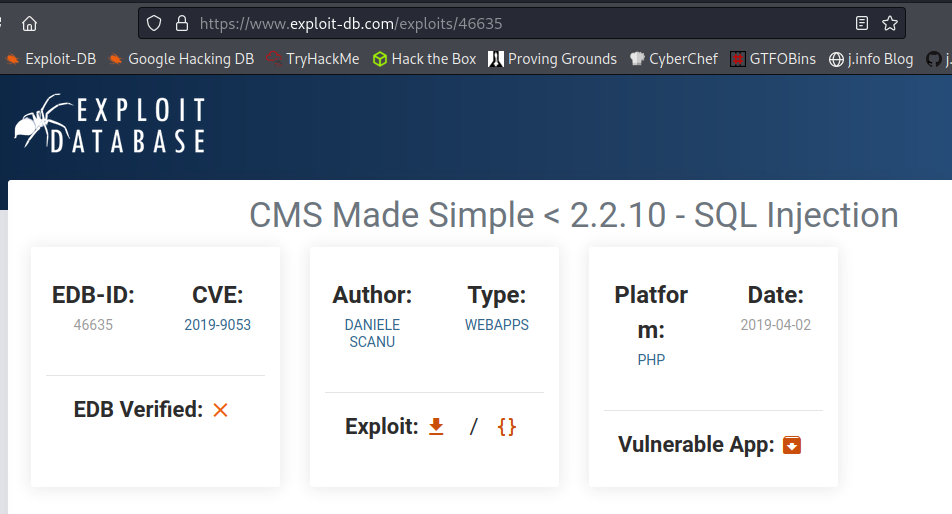 https://www.exploit-db.com/exploits/46635
Exploit-DB Google Hacking DB TryHackMe Hack the Box Proving Grounds CyberChef GTFOBins j.info Blog j.
EXPLOIT
DATABASE
CMS Made Simple < 2.2.10 - SQL Injection
EDB-ID:
46635
CVE:
2019-9053
EDB Verified:
Author:
DANIELE
SCANU
Type:
WEBAPPS
Exploit: / {}
Platfor
m:
PHP
Date:
2019-04-02
Vulnerable App: